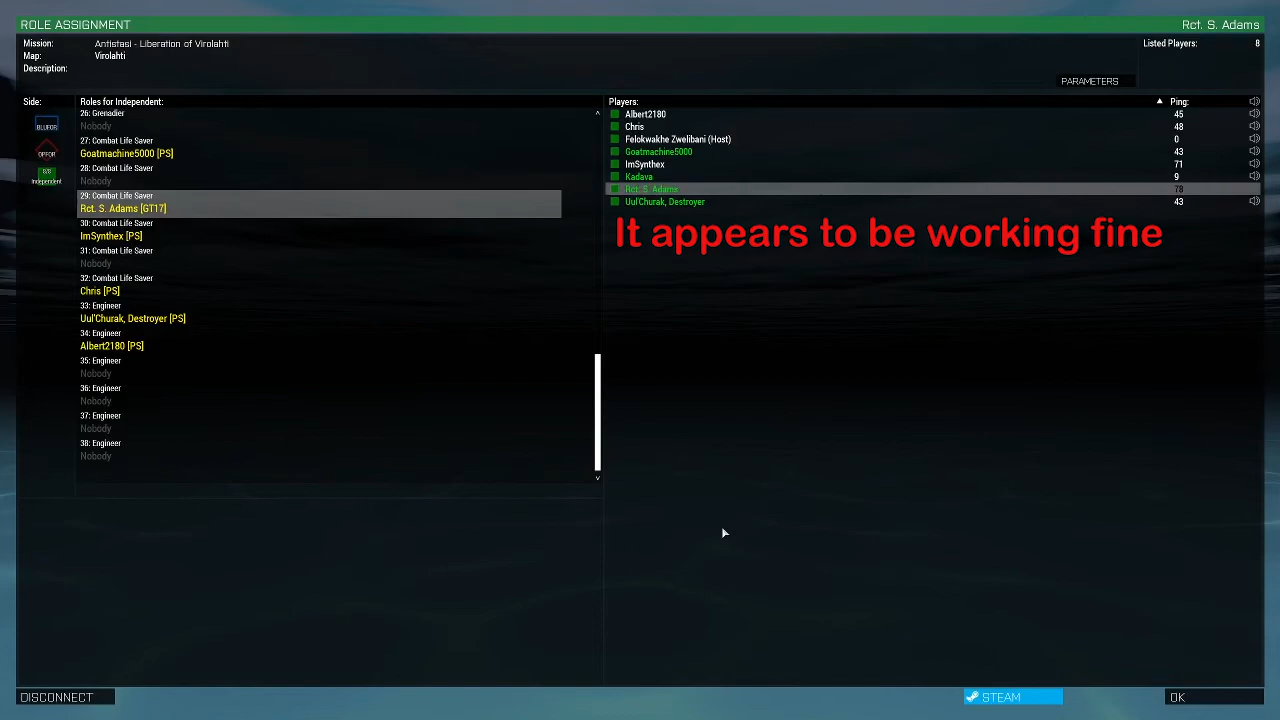 ROLE ASSIGNMENT
Rct. S. Adams
Mission: Antistasi - Liberation of Virolahti
Map: Virolahti
Description:
Listed Players: 8
PARAMETERS
Side:
BLUFOR
OPFOR
8/8
Independent
Roles for Independent:
26: Grenadier
Nobody
27: Combat Life Saver
Goatmachine5000 [PS]
28: Combat Life Saver
Nobody
29: Combat Life Saver
Rct. S. Adams [GT17]
30: Combat Life Saver
ImSynthex [PS]
31: Combat Life Saver
Nobody
32: Combat Life Saver
Chris [PS]
33: Engineer
Uul'Churak, Destroyer [PS]
34: Engineer
Albert2180 [PS]
35: Engineer
Nobody
36: Engineer
Nobody
37: Engineer
Nobody
38: Engineer
Nobody
Players: Ping:
Albert2180 45
Chris 48
Felokwakhe Zwelibani (Host) 0
Goatmachine5000 43
ImSynthex 71
Kadava 9
Rct. S. Adams 78
Uul'Churak, Destroyer 43
It appears to be working fine
DISCONNECT
STEAM
OK